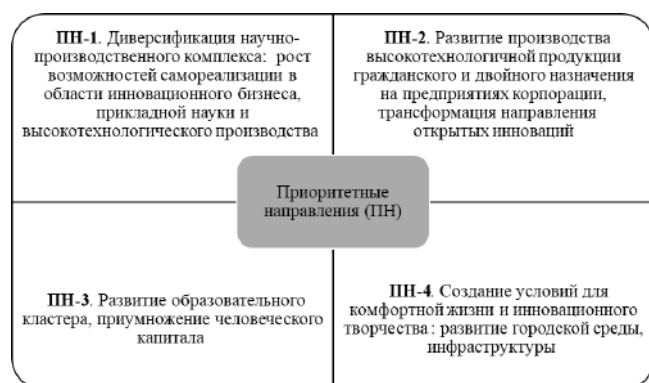 ПН-1. Диверсификация научно-
производственного комплекса: рост
возможностей самореализации в
области инновационного бизнеса,
прикладной науки и
высокотехнологического производства
ПН-2. Развитие производства
высокотехнологичной продукции
гражданского и двойного назначения
на предприятиях корпорации,
трансформация направления
открытых инноваций
Приоритетные
направления (ПН)
ПН-3. Развитие образовательного
кластера, приумножение человеческого
капитала
ПН-4. Создание условий для
комфортной жизни и инновационного
творчества: развитие городской среды,
инфраструктуры